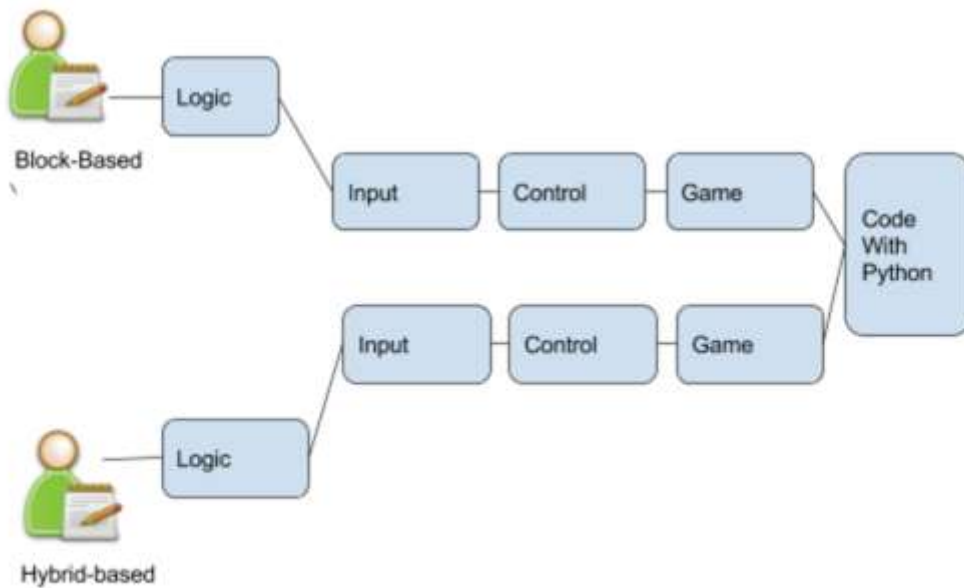 Logic
Block-Based
Input
Control
Game
Code
With
Python
Input
Control
Game
Logic
Hybrid-based